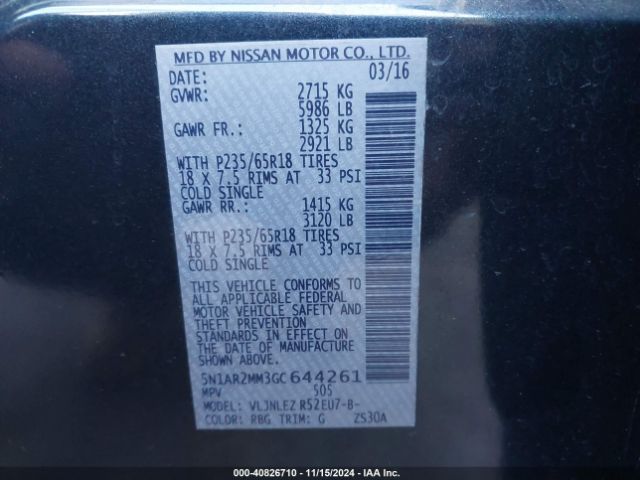 MFD BY NISSAN MOTOR CO., LTD.
DATE: 03/16
GVWR: 2715 KG
5986 LB
GAWR FR.: 1325 KG
2921 LB
WITH P235/65R18 TIRES
18 X 7.5 RIMS AT 33 PSI
COLD SINGLE
GAWR RR.: 1415 KG
3120 LB
WITH P235/65R18 TIRES
18 X 7.5 RIMS AT 33 PSI
COLD SINGLE
THIS VEHICLE CONFORMS TO
ALL APPLICABLE FEDERAL
MOTOR VEHICLE SAFETY AND
THEFT PREVENTION
STANDARDS IN EFFECT ON
THE DATE OF MANUFACTURE
SHOWN ABOVE.
5N1AR2MM3GC644261
MPV 505
MODEL: VLJNLEZ R52EU7-B-
COLOR: RBG TRIM: G ZS30A
000-40826710 - 11/15/2024 - IAA Inc.